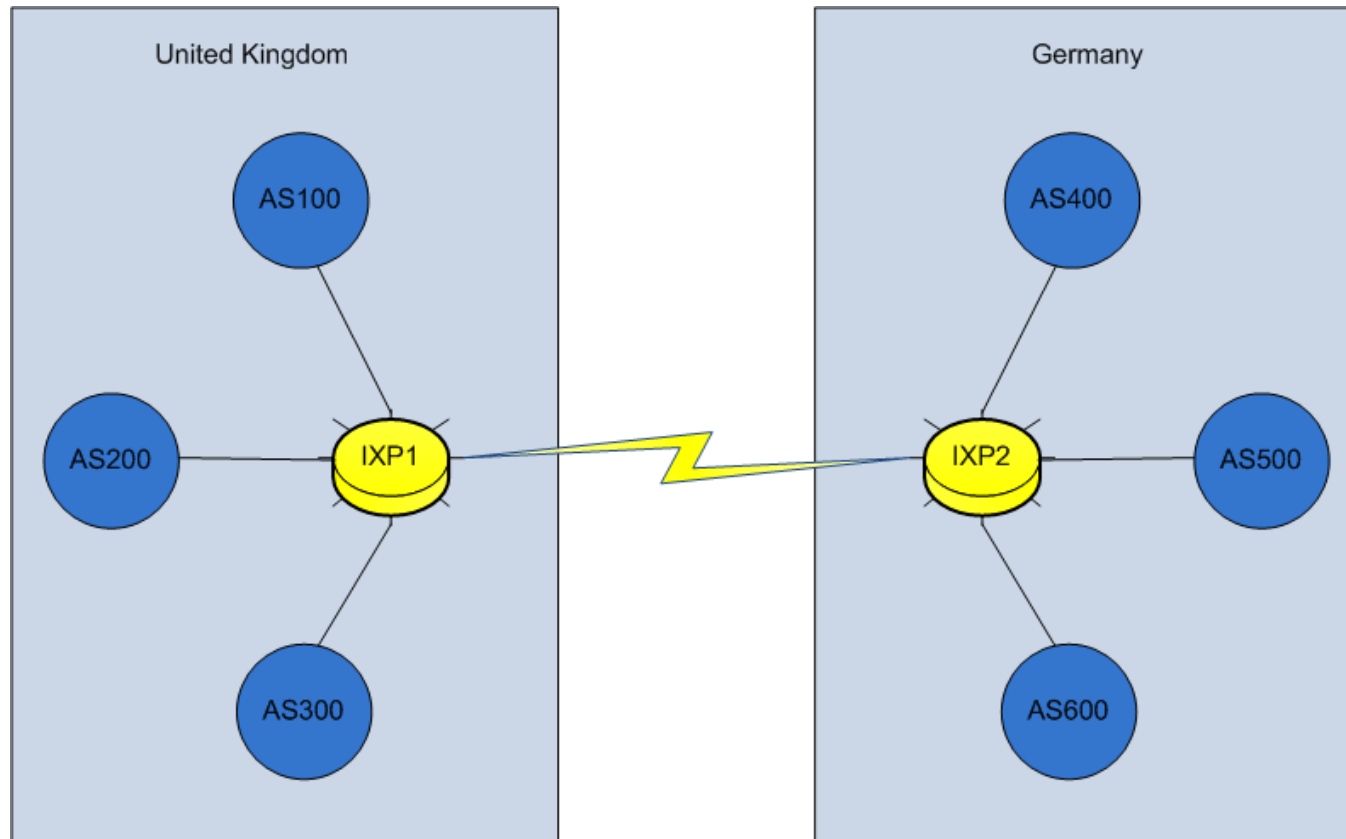 United Kingdom
AS100
AS200
IXP1
AS300
Germany
AS400
IXP2
AS500
AS600